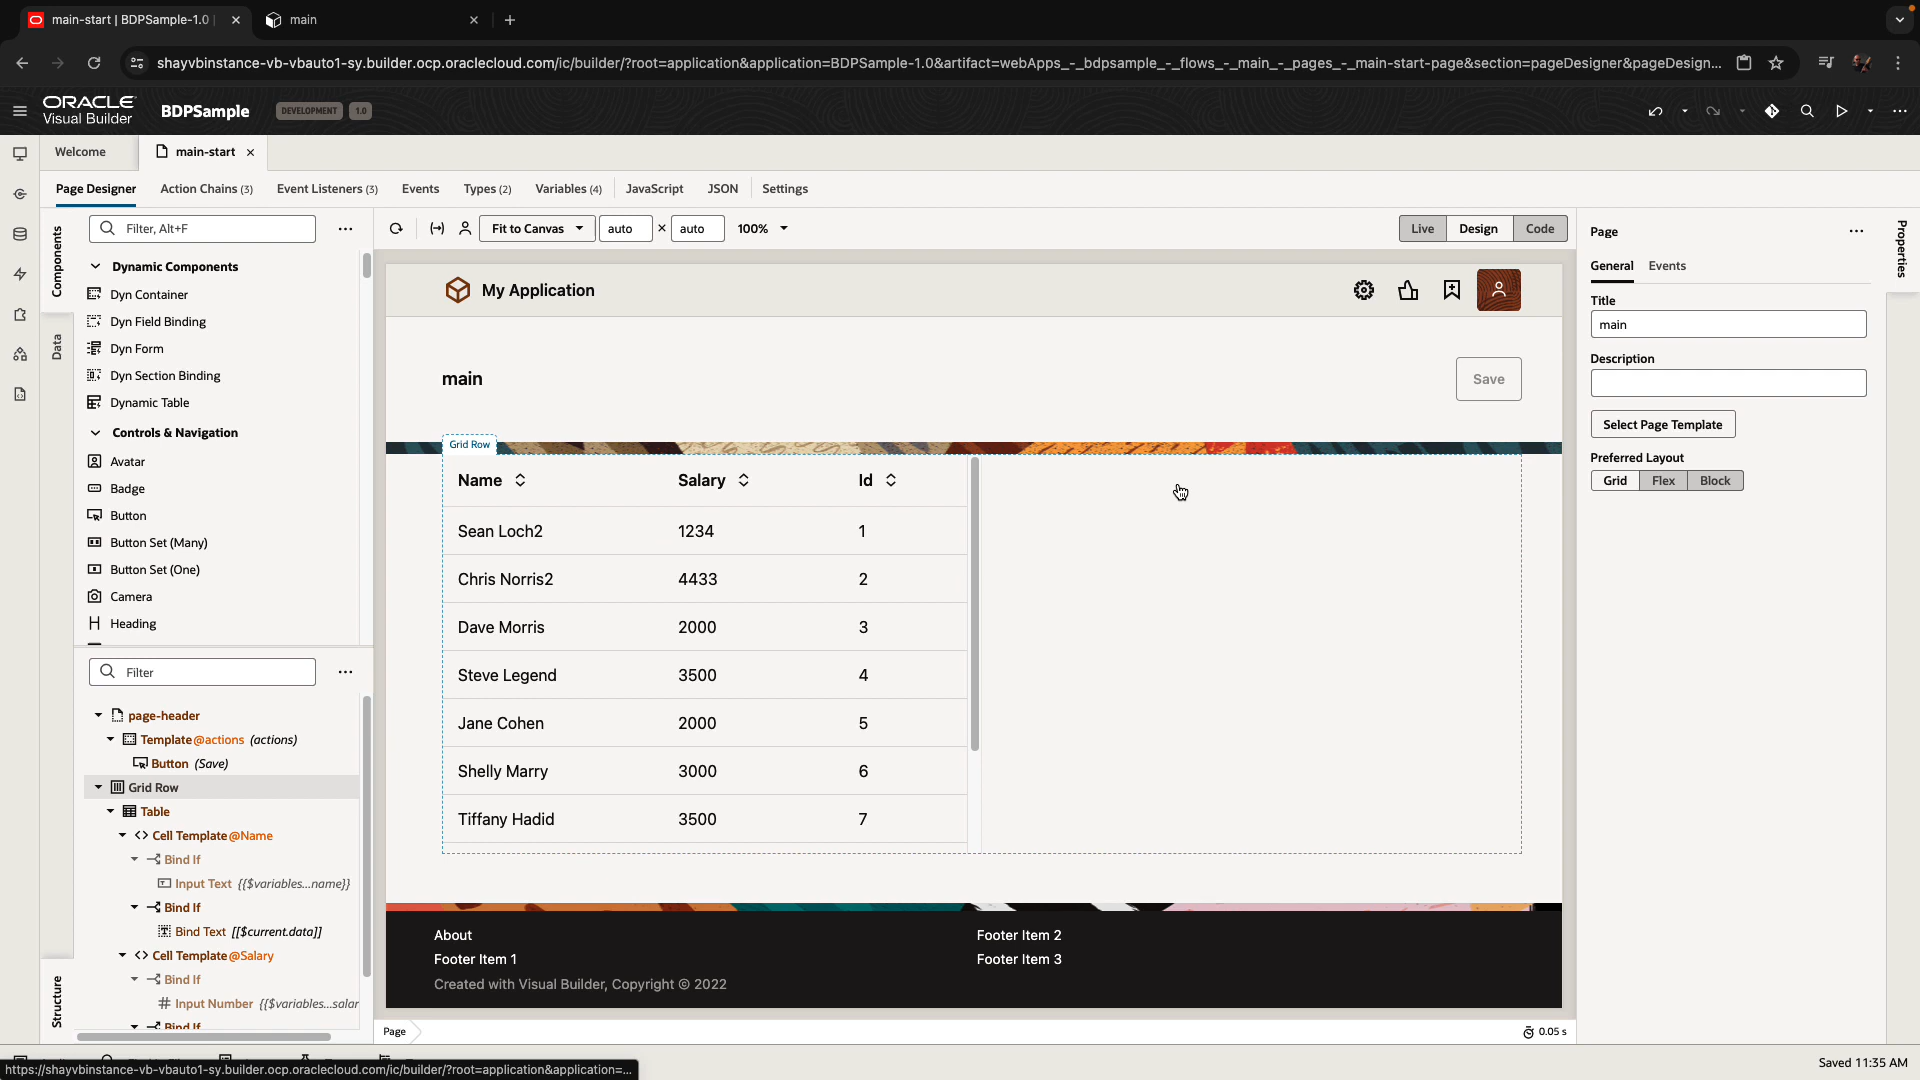 main-start | BDPSample-1.0 |
main
shayvbinstance-vb-vbauto1-sy.builder.ocp.oraclecloud.com/ic/builder/?root=application&application=BDPSample-1.0&artifact=webApps_-_bdpsample_-_flows_-_main_-_pages_-_main-start-page&section=pageDesigner&pageDesign...
ORACLE
Visual Builder
BDPSample
DEVELOPMENT
1.0
Welcome
main-start
Page Designer
Action Chains (3)
Event Listeners (3)
Events
Types (2)
Variables (4)
JavaScript
JSON
Settings
Components
Data
Filter, Alt+F
Dynamic Components
Dyn Container
Dyn Field Binding
Dyn Form
Dyn Section Binding
Dynamic Table
Controls & Navigation
Avatar
Badge
Button
Button Set (Many)
Button Set (One)
Camera
Heading
Structure
Filter
page-header
Template@actions (actions)
Button (Save)
Grid Row
Table
Cell Template@Name
Bind If
Input Text {{$variables...name}}
Bind If
Bind Text [[$current.data]]
Cell Template@Salary
Bind If
Input Number {{$variables...salar
Bind If
Fit to Canvas
auto
×
auto
100%
Live
Design
Code
My Application
main
Save
Grid Row
Name Salary Id
Sean Loch2 1234 1
Chris Norris2 4433 2
Dave Morris 2000 3
Steve Legend 3500 4
Jane Cohen 2000 5
Shelly Marry 3000 6
Tiffany Hadid 3500 7
About
Footer Item 2
Footer Item 1
Footer Item 3
Created with Visual Builder, Copyright © 2022
Page
0.05 s
Page
General
Events
Title
main
Description
Select Page Template
Preferred Layout
Grid
Flex
Block
Properties
https://shayvbinstance-vb-vbauto1-sy.builder.ocp.oraclecloud.com/ic/builder/?root=application&application=...
Saved 11:35 AM